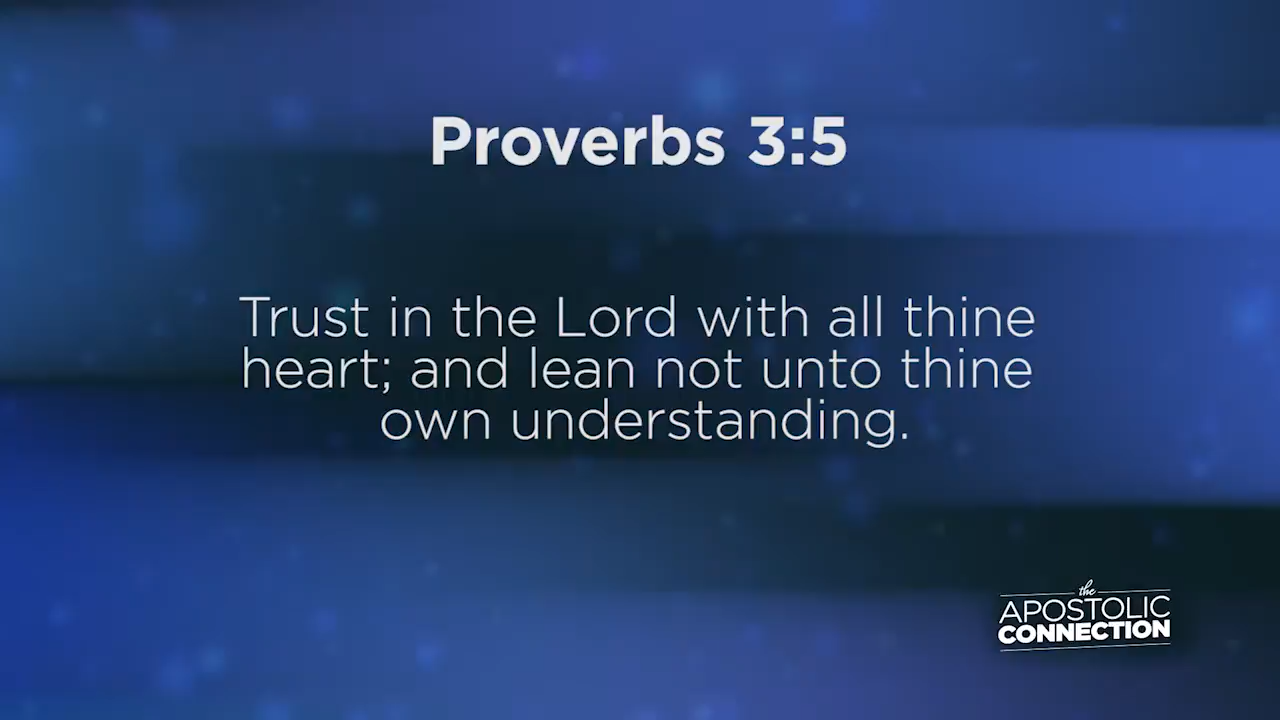 Proverbs 3:5
Trust in the Lord with all thine
heart; and lean not unto thine
own understanding.
the
APOSTOLIC
CONNECTION